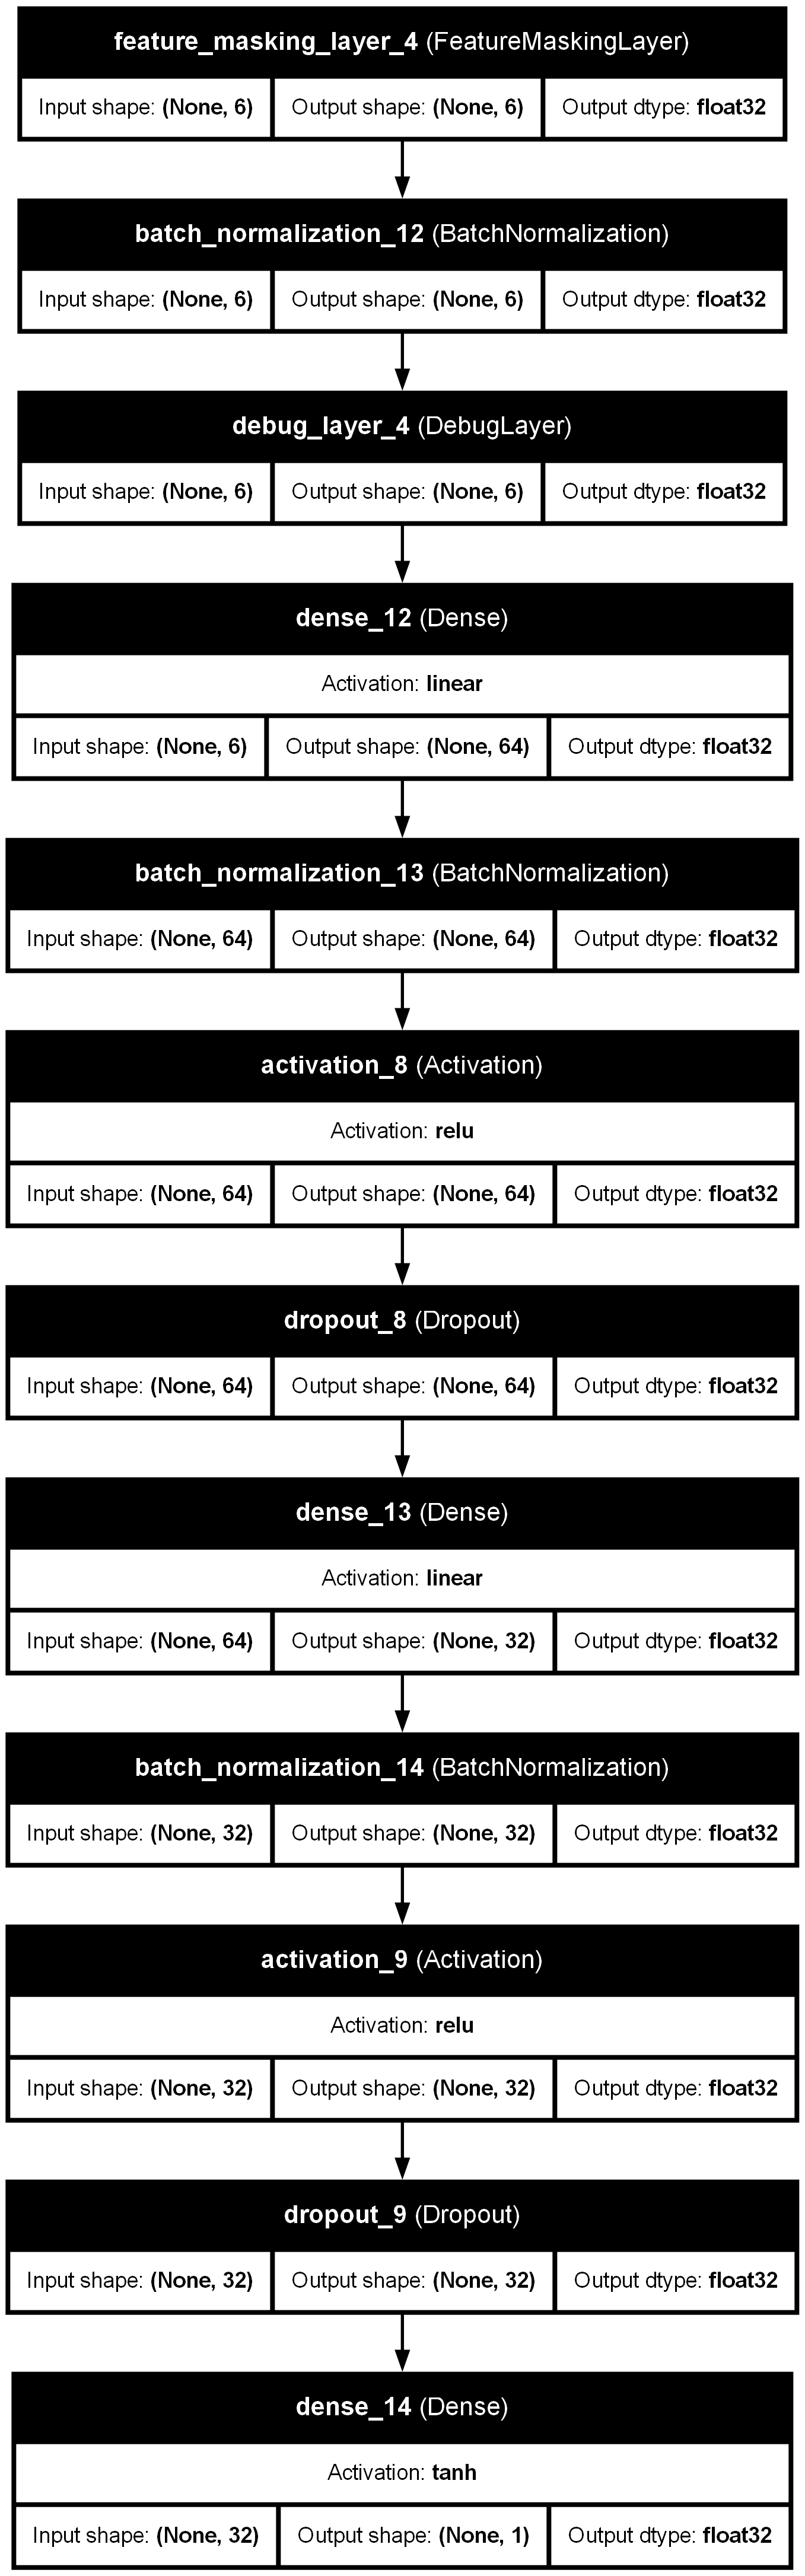 feature_masking_layer_4 (FeatureMaskingLayer)
Input shape: (None, 6) Output shape: (None, 6) Output dtype: float32
batch_normalization_12 (BatchNormalization)
Input shape: (None, 6) Output shape: (None, 6) Output dtype: float32
debug_layer_4 (DebugLayer)
Input shape: (None, 6) Output shape: (None, 6) Output dtype: float32
dense_12 (Dense)
Activation: linear
Input shape: (None, 6) Output shape: (None, 64) Output dtype: float32
batch_normalization_13 (BatchNormalization)
Input shape: (None, 64) Output shape: (None, 64) Output dtype: float32
activation_8 (Activation)
Activation: relu
Input shape: (None, 64) Output shape: (None, 64) Output dtype: float32
dropout_8 (Dropout)
Input shape: (None, 64) Output shape: (None, 64) Output dtype: float32
dense_13 (Dense)
Activation: linear
Input shape: (None, 64) Output shape: (None, 32) Output dtype: float32
batch_normalization_14 (BatchNormalization)
Input shape: (None, 32) Output shape: (None, 32) Output dtype: float32
activation_9 (Activation)
Activation: relu
Input shape: (None, 32) Output shape: (None, 32) Output dtype: float32
dropout_9 (Dropout)
Input shape: (None, 32) Output shape: (None, 32) Output dtype: float32
dense_14 (Dense)
Activation: tanh
Input shape: (None, 32) Output shape: (None, 1) Output dtype: float32